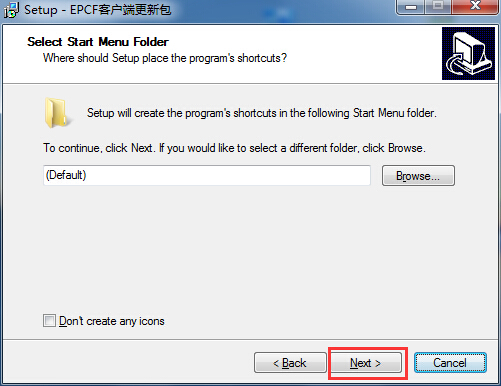 Setup - EPCF客户端更新包
Select Start Menu Folder
Where should Setup place the program's shortcuts?
Setup will create the program's shortcuts in the following Start Menu folder.
To continue, click Next. If you would like to select a different folder, click Browse.
(Default)
Browse...
Don't create any icons
< Back
Next >
Cancel